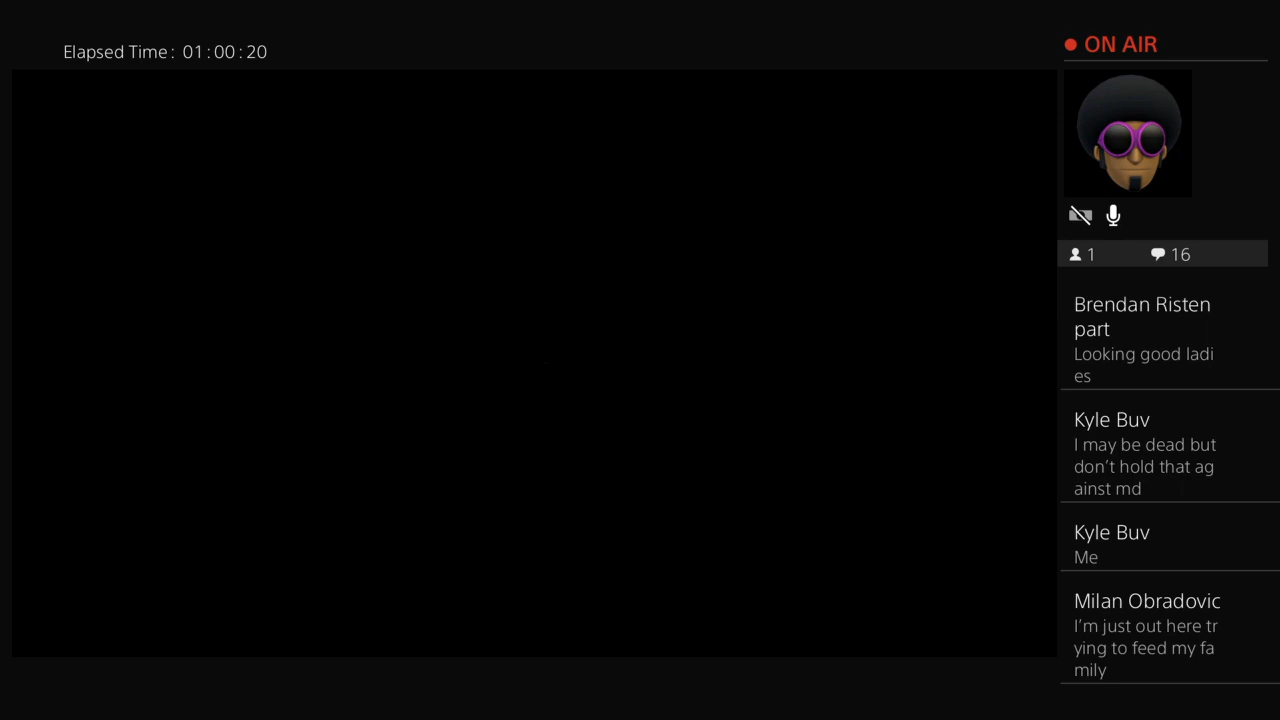 Elapsed Time: 01:00:20
ON AIR
1 16
Brendan Risten
part
Looking good ladi
es
Kyle Buv
I may be dead but
don't hold that ag
ainst md
Kyle Buv
Me
Milan Obradovic
I'm just out here tr
ying to feed my fa
mily